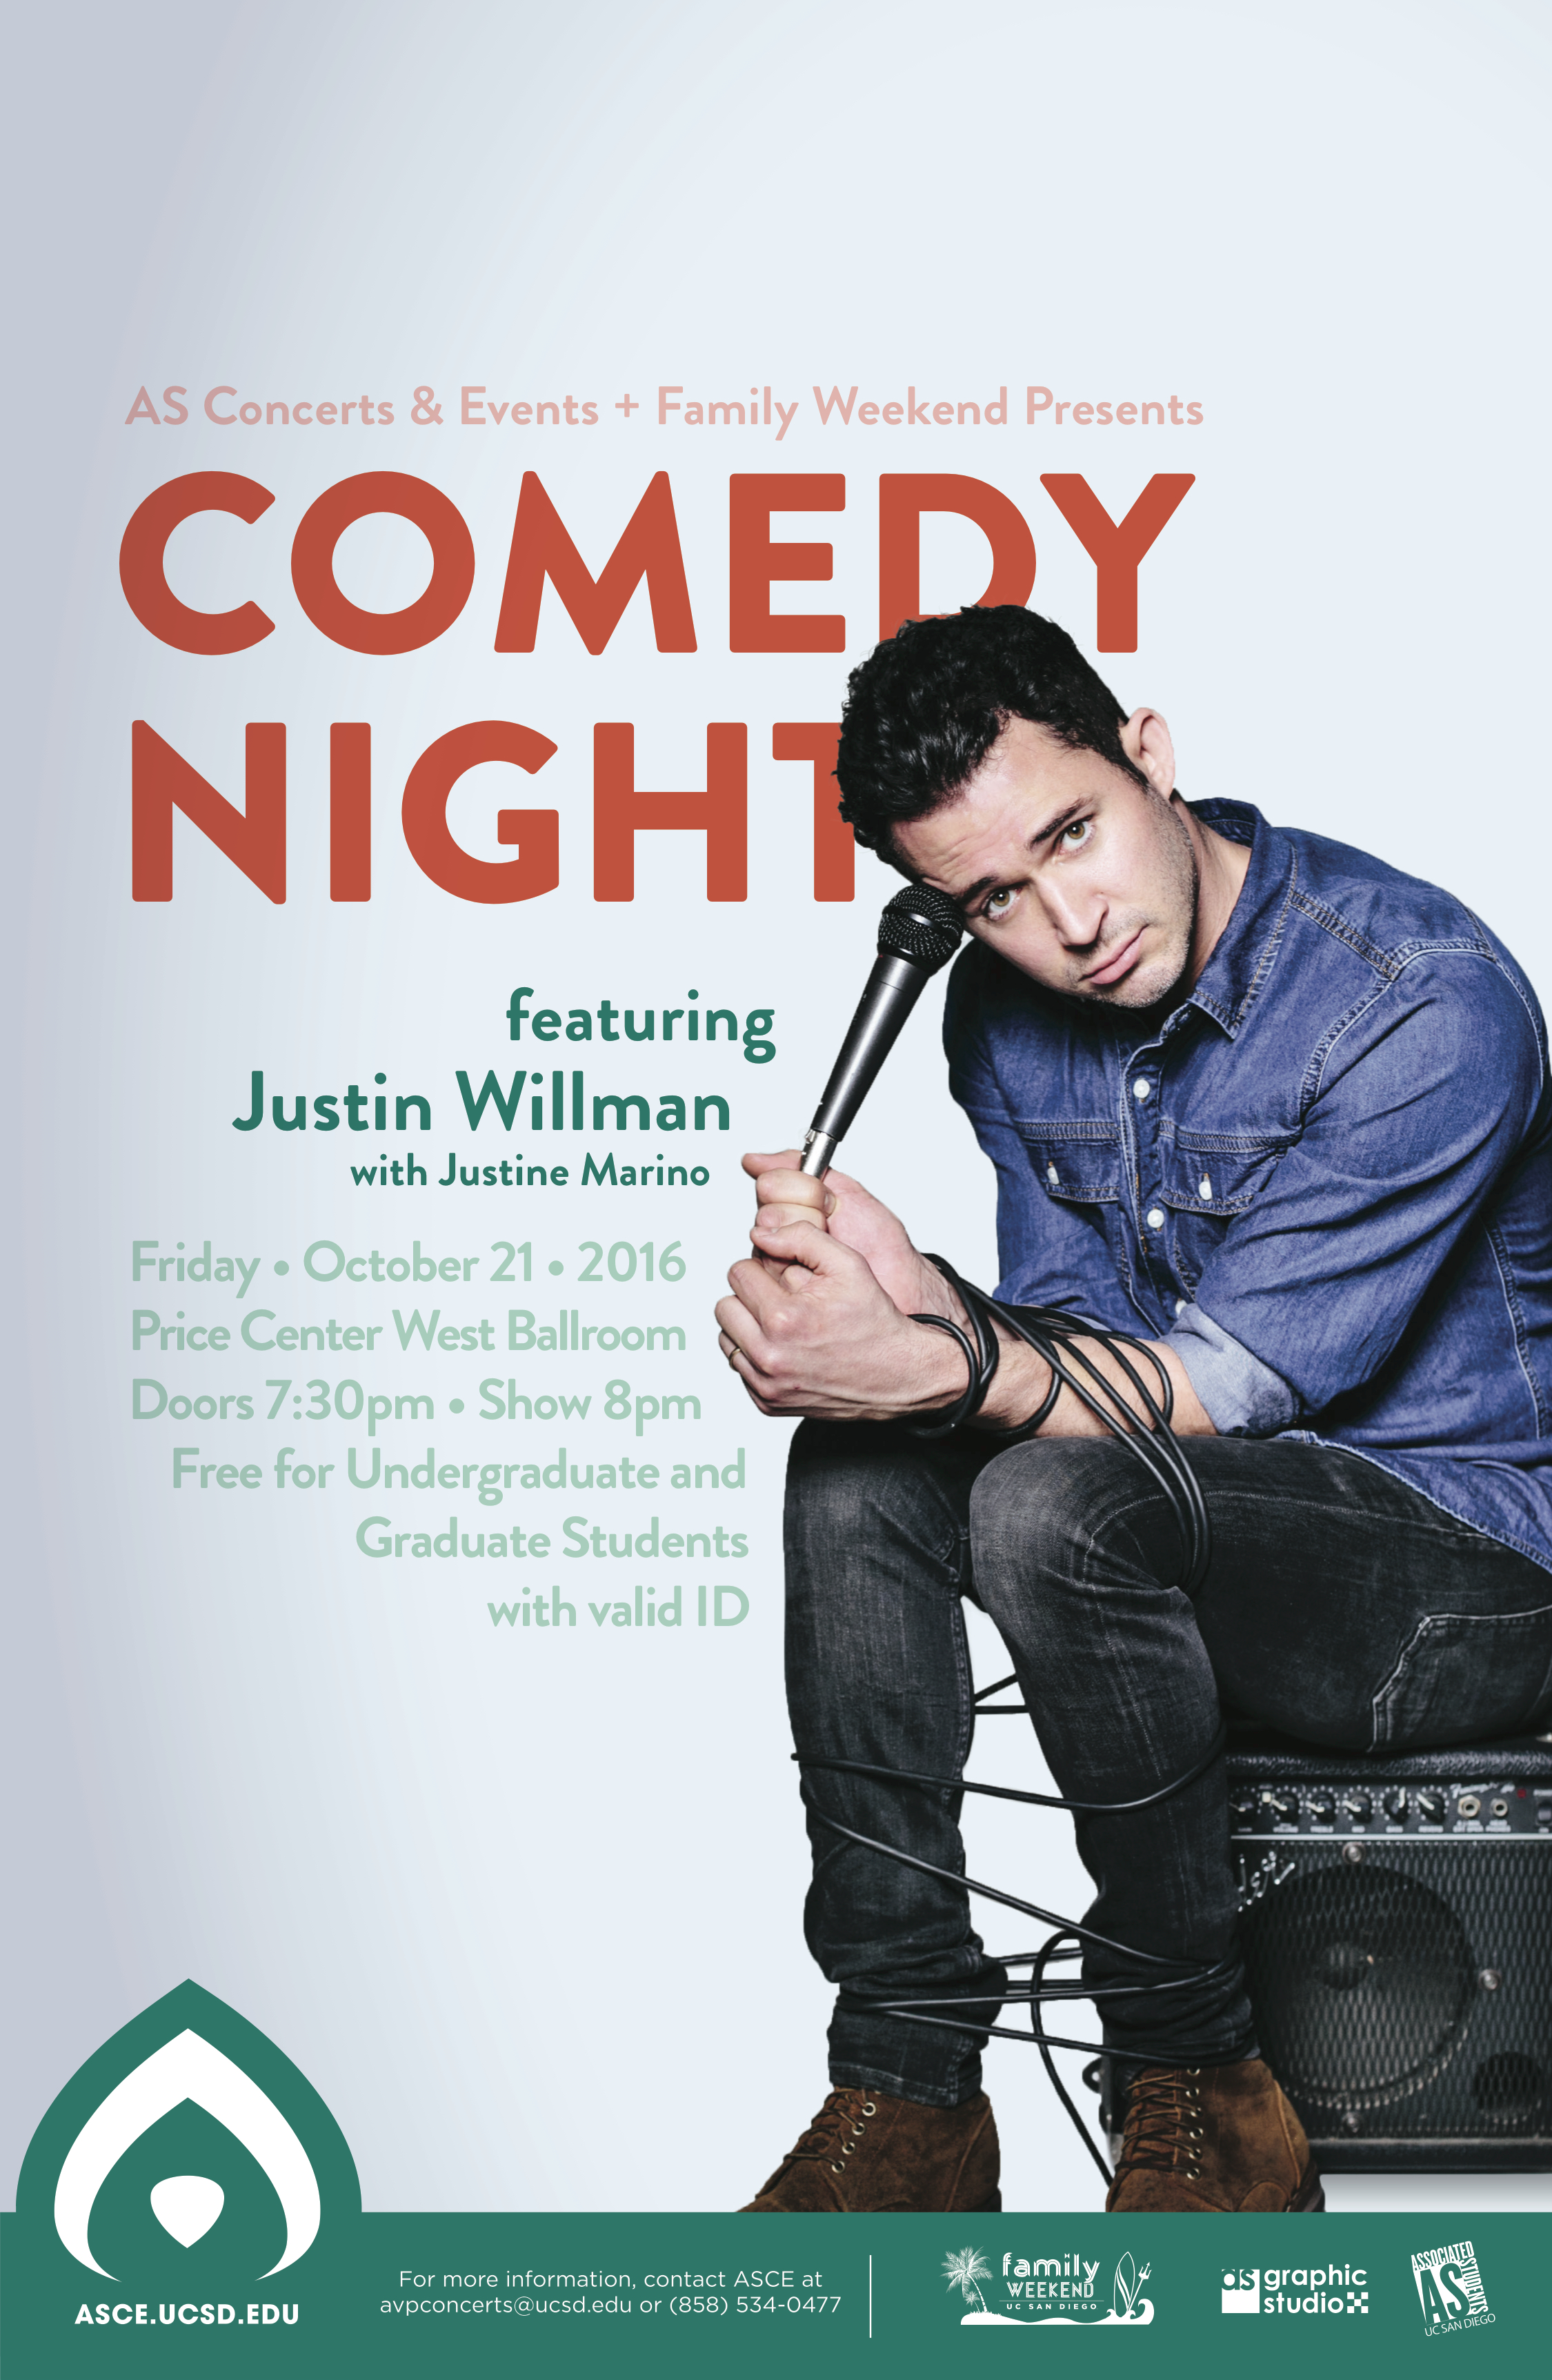 AS Concerts & Events + Family Weekend Presents
COMEDY
NIGHT
featuring
Justin Willman
with Justine Marino
Friday • October 21 • 2016
Price Center West Ballroom
Doors 7:30pm • Show 8pm
Free for Undergraduate and
Graduate Students
with valid ID
ASCE.UCSD.EDU
For more information, contact ASCE at
avpconcerts@ucsd.edu or (858) 534-0477
family
WEEKEND
UC SAN DIEGO
as graphic
studio
ASSOCIATED
STUDENTS
AS
UC SAN DIEGO